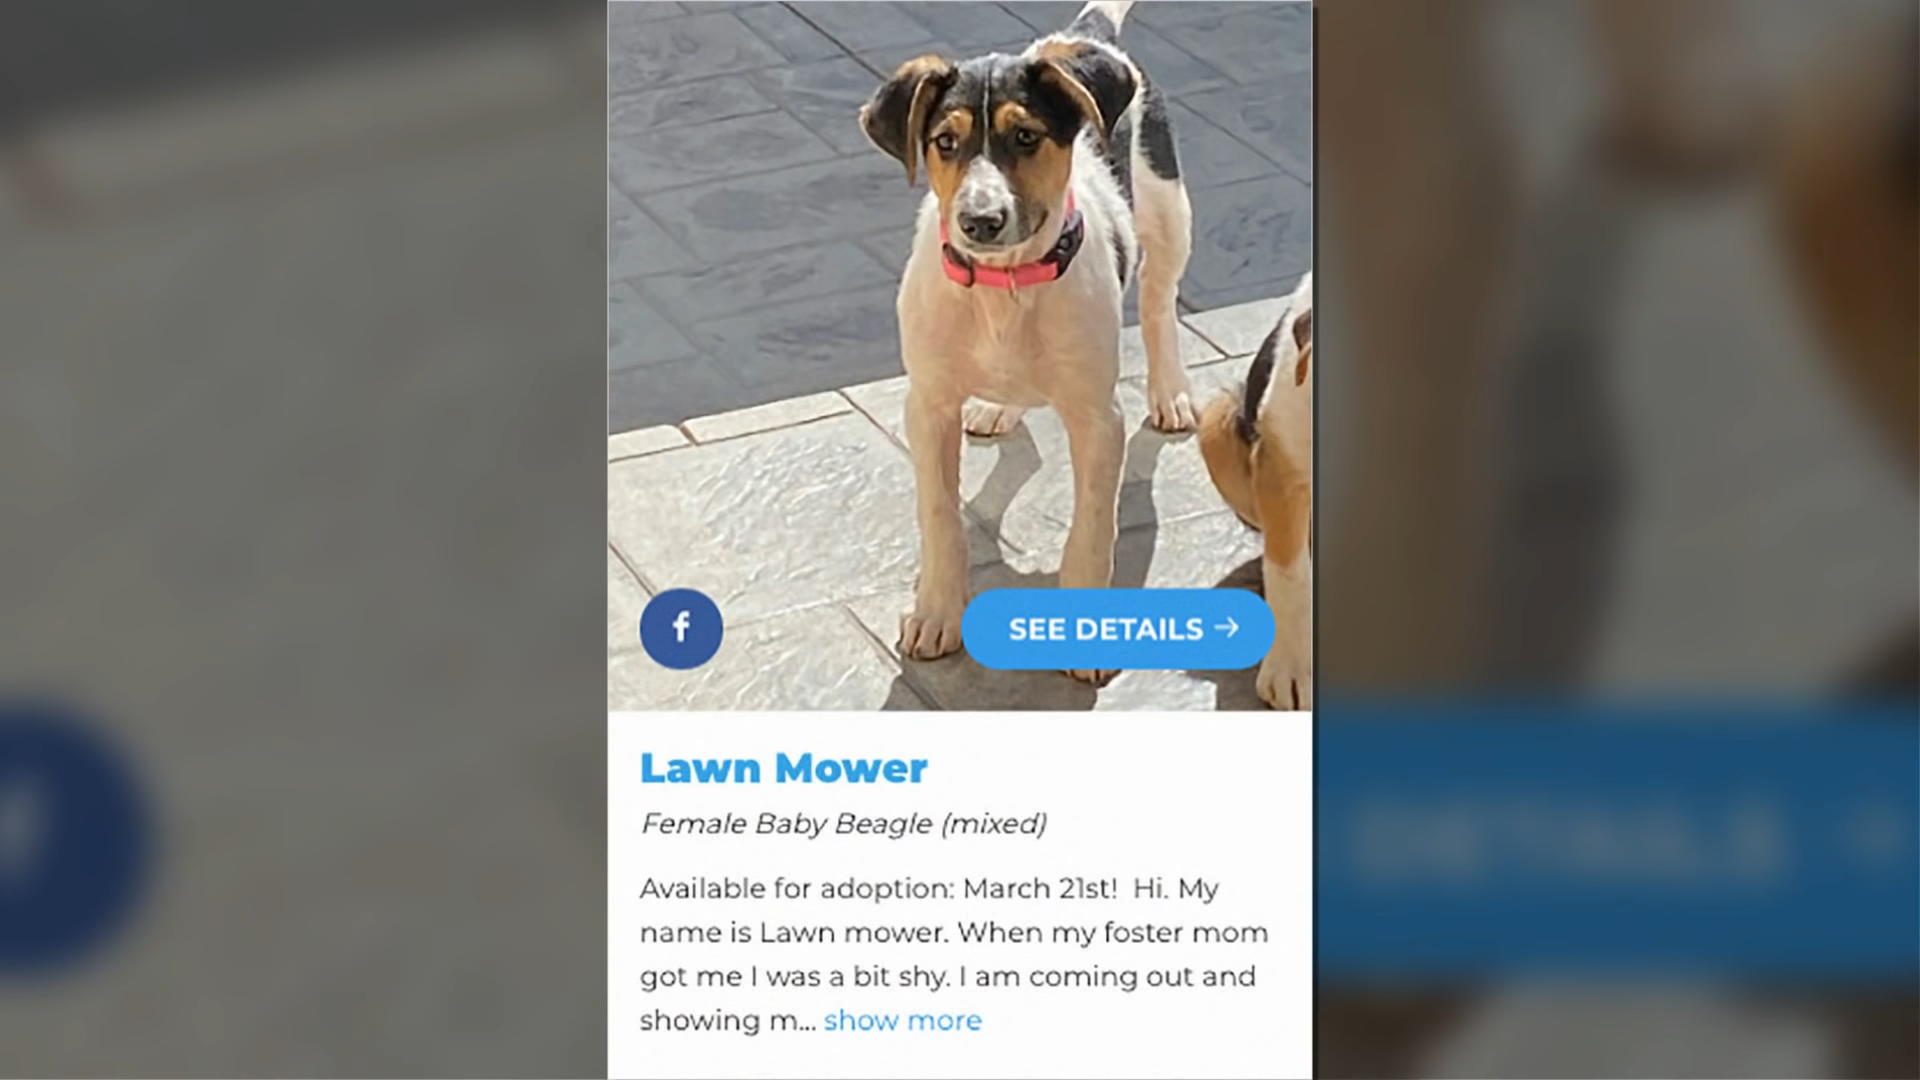 f
SEE DETAILS →
Lawn Mower
Female Baby Beagle (mixed)
Available for adoption: March 21st!  Hi. My
name is Lawn mower. When my foster mom
got me I was a bit shy. I am coming out and
showing m... show more